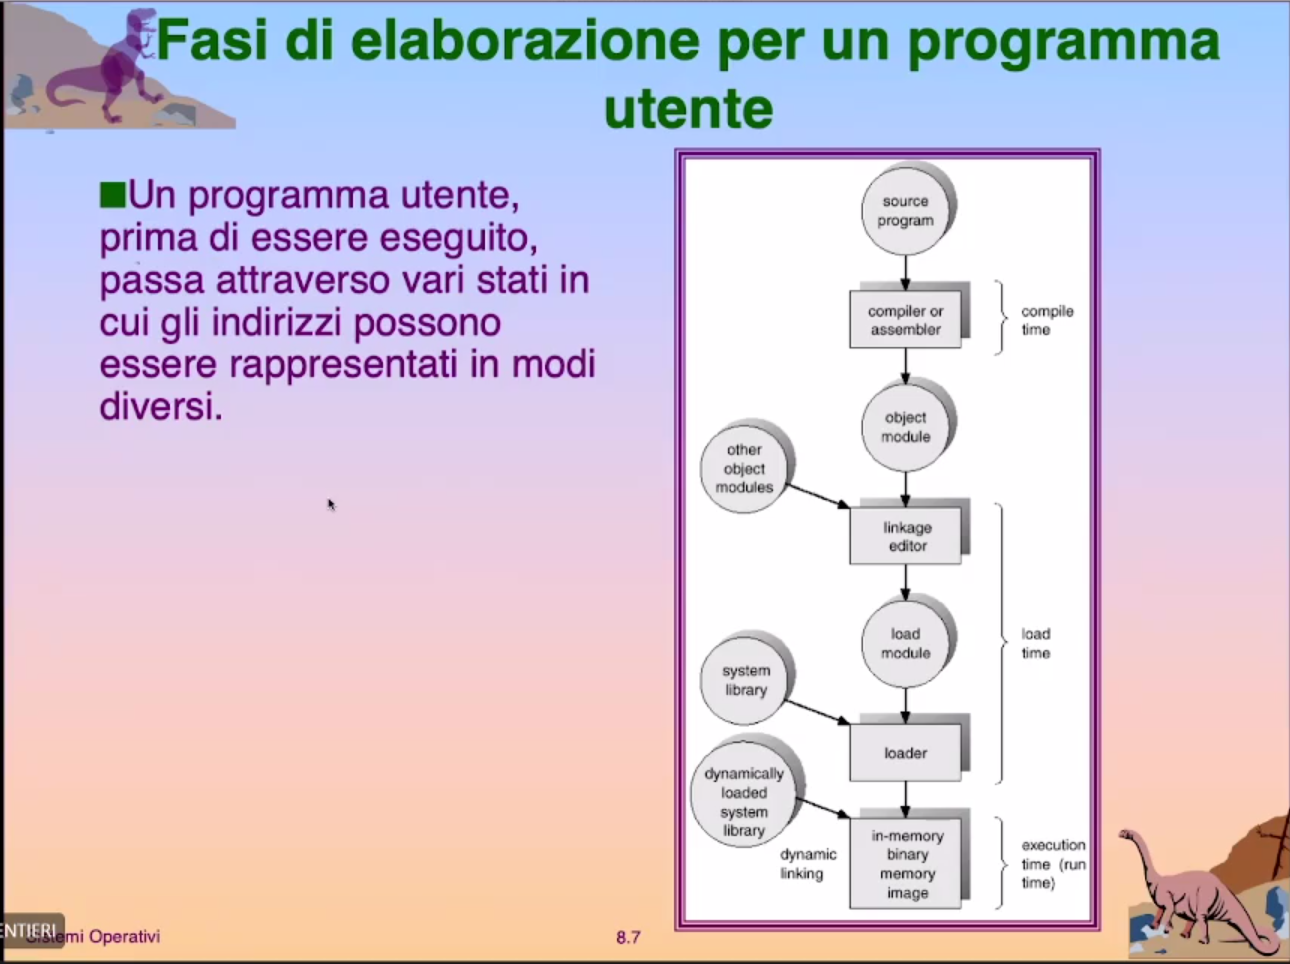 Fasi di elaborazione per un programma
utente
Un programma utente,
prima di essere eseguito,
passa attraverso vari stati in
cui gli indirizzi possono
essere rappresentati in modi
diversi.
source
program
compiler or
assembler
compile
time
object
module
other
object
modules
linkage
editor
load
module
load
time
system
library
loader
dynamically
loaded
system
library
dynamic
linking
in-memory
binary
memory
image
execution
time (run
time)
ENTIERI
Sistemi Operativi
8.7